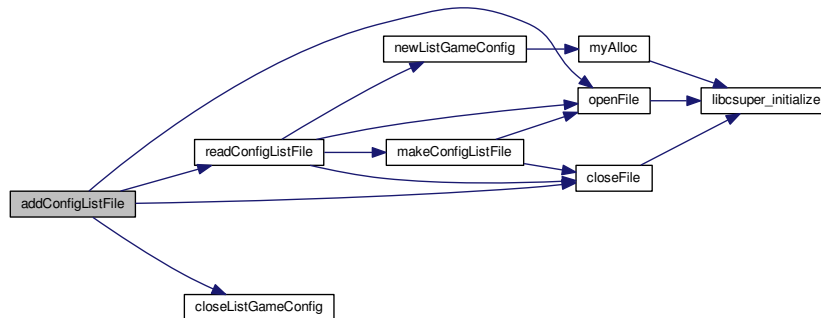 newListGameConfig
myAlloc
openFile
libcsuper_initialize
readConfigListFile
makeConfigListFile
closeFile
addConfigListFile
closeListGameConfig